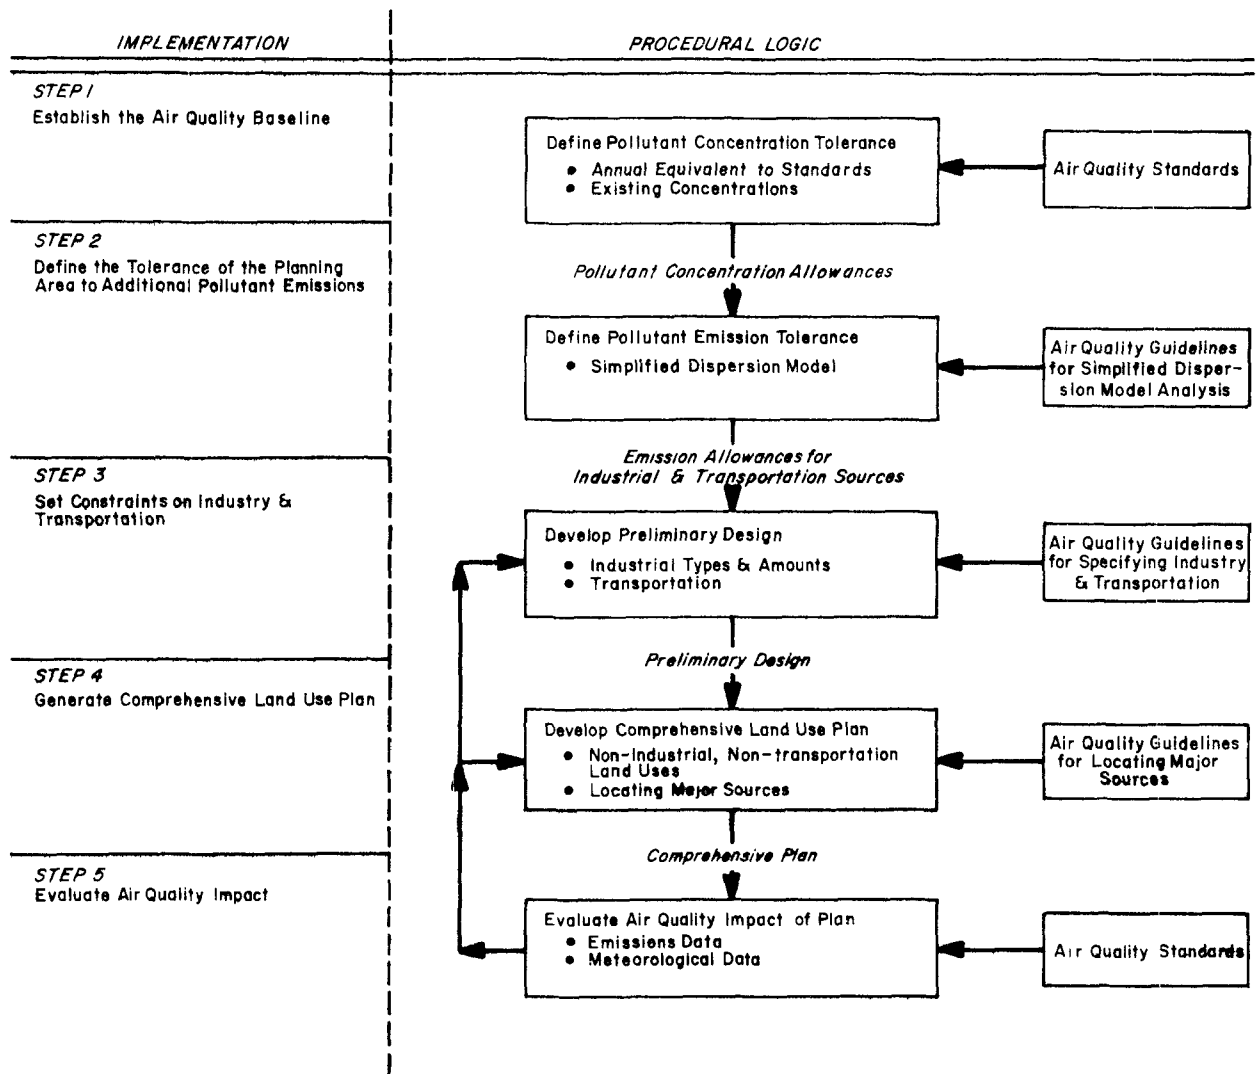 IMPLEMENTATION
PROCEDURAL LOGIC
STEP 1
Establish the Air Quality Baseline
Define Pollutant Concentration Tolerance
• Annual Equivalent to Standards
• Existing Concentrations
Air Quality Standards
STEP 2
Define the Tolerance of the Planning
Area to Additional Pollutant Emissions
Pollutant Concentration Allowances
Define Pollutant Emission Tolerance
• Simplified Dispersion Model
Air Quality Guidelines
for Simplified Disper-
sion Model Analysis
Emission Allowances for
Industrial & Transportation Sources
STEP 3
Set Constraints on Industry &
Transportation
Develop Preliminary Design
• Industrial Types & Amounts
• Transportation
Air Quality Guidelines
for Specifying Industry
& Transportation
Preliminary Design
STEP 4
Generate Comprehensive Land Use Plan
Develop Comprehensive Land Use Plan
• Non-Industrial, Non-transportation
Land Uses
• Locating Major Sources
Air Quality Guidelines
for Locating Major
Sources
Comprehensive Plan
STEP 5
Evaluate Air Quality Impact
Evaluate Air Quality Impact of Plan
• Emissiens Data
• Meteorological Data
Air Quality Standards